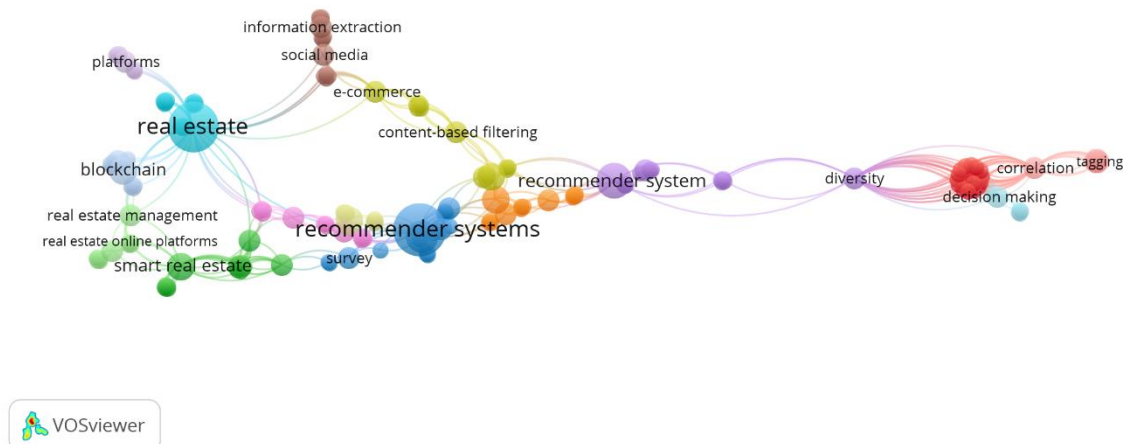 information extraction
social media
platforms
e-commerce
real estate
content-based filtering
blockchain
recommender system
diversity
correlation
tagging
decision making
real estate management
recommender systems
real estate online platforms
survey
smart real estate
VOSviewer